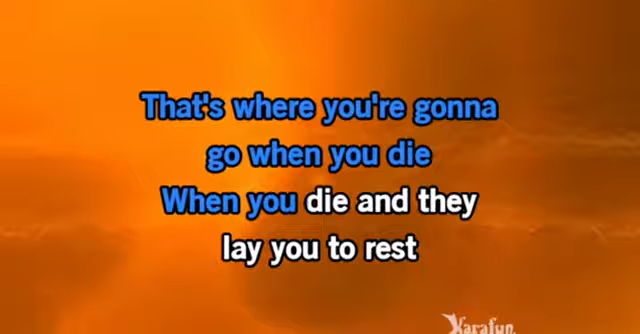 That's where you're gonna
go when you die
When you die and they
lay you to rest
Karafun